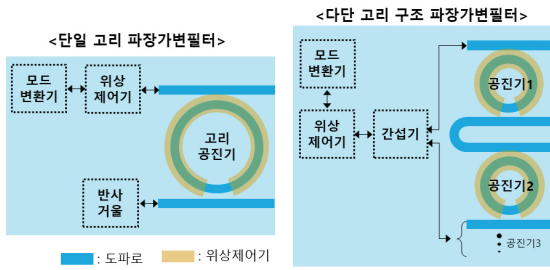 <단일 고리 파장가변필터>
모드
변환기
위상
제어기
고리
공진기
반사
거울
: 도파로
: 위상제어기
<다단 고리 구조 파장가변필터>
모드
변환기
위상
제어기
간섭기
공진기1
공진기2
공진기3